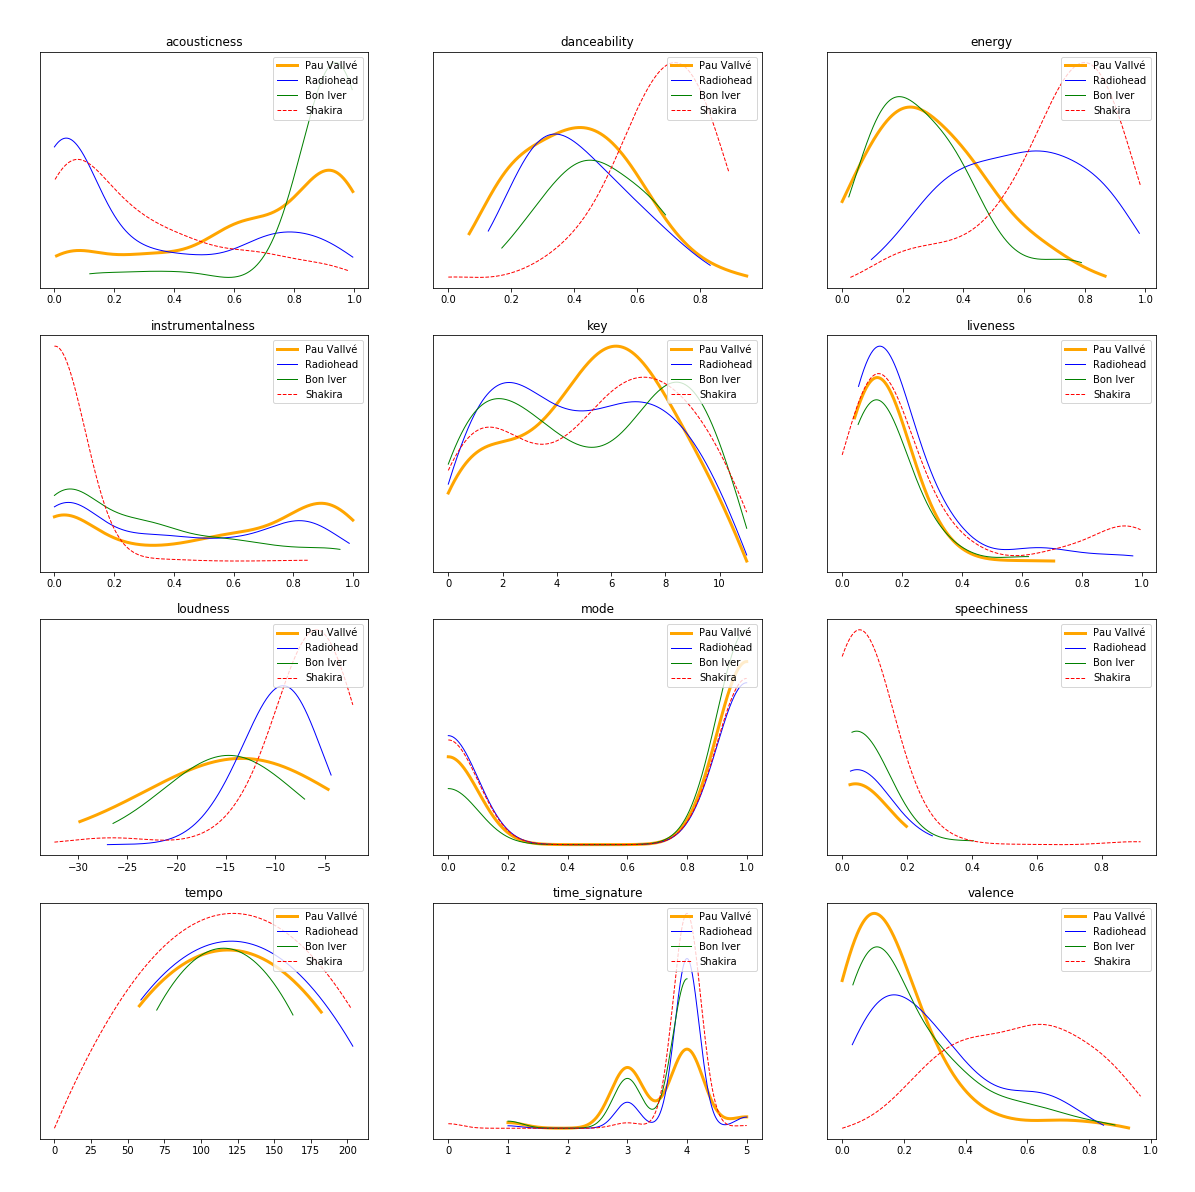 acousticness
Pau Vallvé
Radiohead
Bon Iver
Shakira
0.0 0.2 0.4 0.6 0.8 1.0
danceability
Pau Vallvé
Radiohead
Bon Iver
Shakira
0.0 0.2 0.4 0.6 0.8
energy
Pau Vallvé
Radiohead
Bon Iver
Shakira
0.0 0.2 0.4 0.6 0.8 1.0
instrumentalness
Pau Vallvé
Radiohead
Bon Iver
Shakira
0.0 0.2 0.4 0.6 0.8 1.0
key
Pau Vallvé
Radiohead
Bon Iver
Shakira
0 2 4 6 8 10
liveness
Pau Vallvé
Radiohead
Bon Iver
Shakira
0.0 0.2 0.4 0.6 0.8 1.0
loudness
Pau Vallvé
Radiohead
Bon Iver
Shakira
−30 −25 −20 −15 −10 −5
mode
Pau Vallvé
Radiohead
Bon Iver
Shakira
0.0 0.2 0.4 0.6 0.8 1.0
speechiness
Pau Vallvé
Radiohead
Bon Iver
Shakira
0.0 0.2 0.4 0.6 0.8
tempo
Pau Vallvé
Radiohead
Bon Iver
Shakira
0 25 50 75 100 125 150 175 200
time_signature
Pau Vallvé
Radiohead
Bon Iver
Shakira
0 1 2 3 4 5
valence
Pau Vallvé
Radiohead
Bon Iver
Shakira
0.0 0.2 0.4 0.6 0.8 1.0